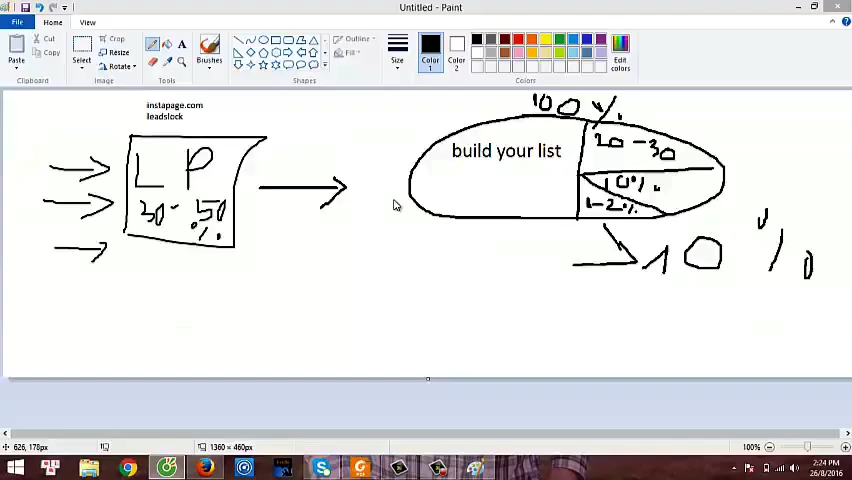 Untitled - Paint
File
Home
View
Paste
Cut
Copy
Clipboard
Select
Crop
Resize
Rotate
Image
Tools
Brushes
Shapes
Outline
Fill
Size
Color 1
Color 2
Edit colors
Colors
instapage.com
leadslock
L P
30 - 50
%
100 %
build your list
20 - 30
10%
1-2%
10 %
626, 178px
1360 × 460px
100%
2:24 PM
26/8/2016